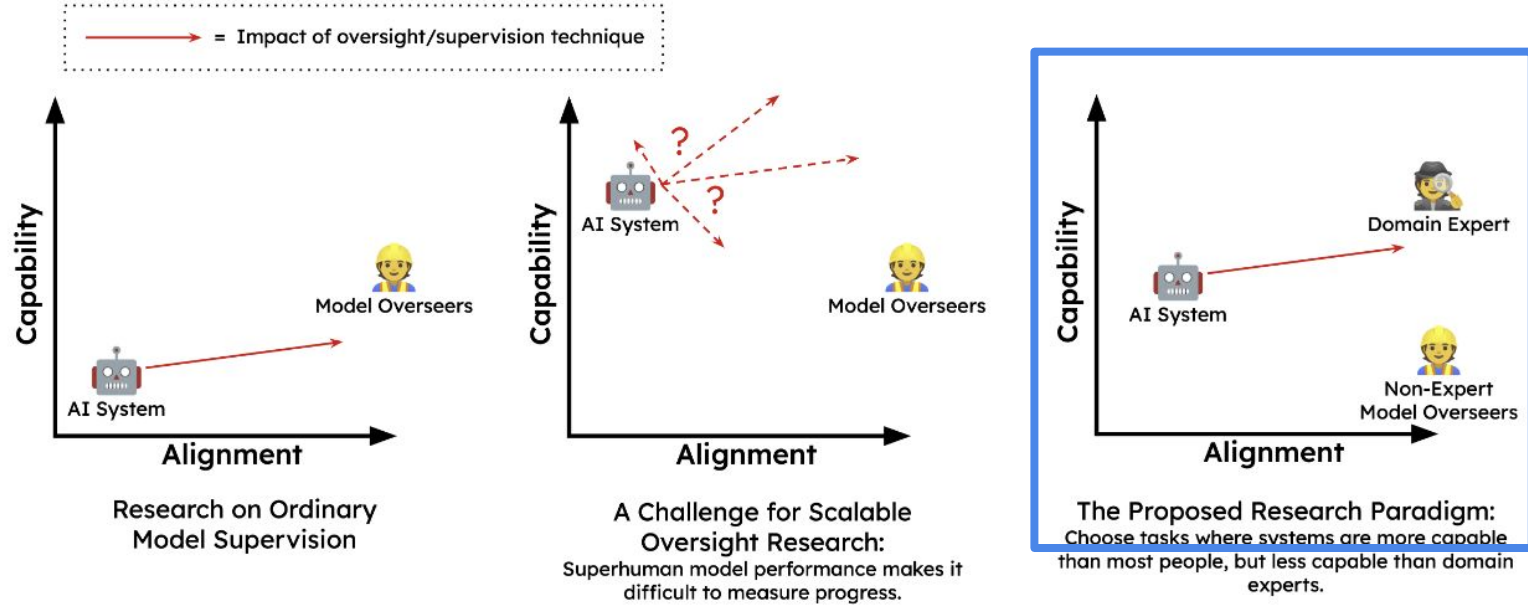 = Impact of oversight/supervision technique
Capability
AI System
Model Overseers
Alignment
Research on Ordinary
Model Supervision
?
?
Capability
AI System
Model Overseers
Alignment
A Challenge for Scalable
Oversight Research:
Superhuman model performance makes it
difficult to measure progress.
Capability
Domain Expert
AI System
Non-Expert
Model Overseers
Alignment
The Proposed Research Paradigm:
Choose tasks where systems are more capable
than most people, but less capable than domain
experts.